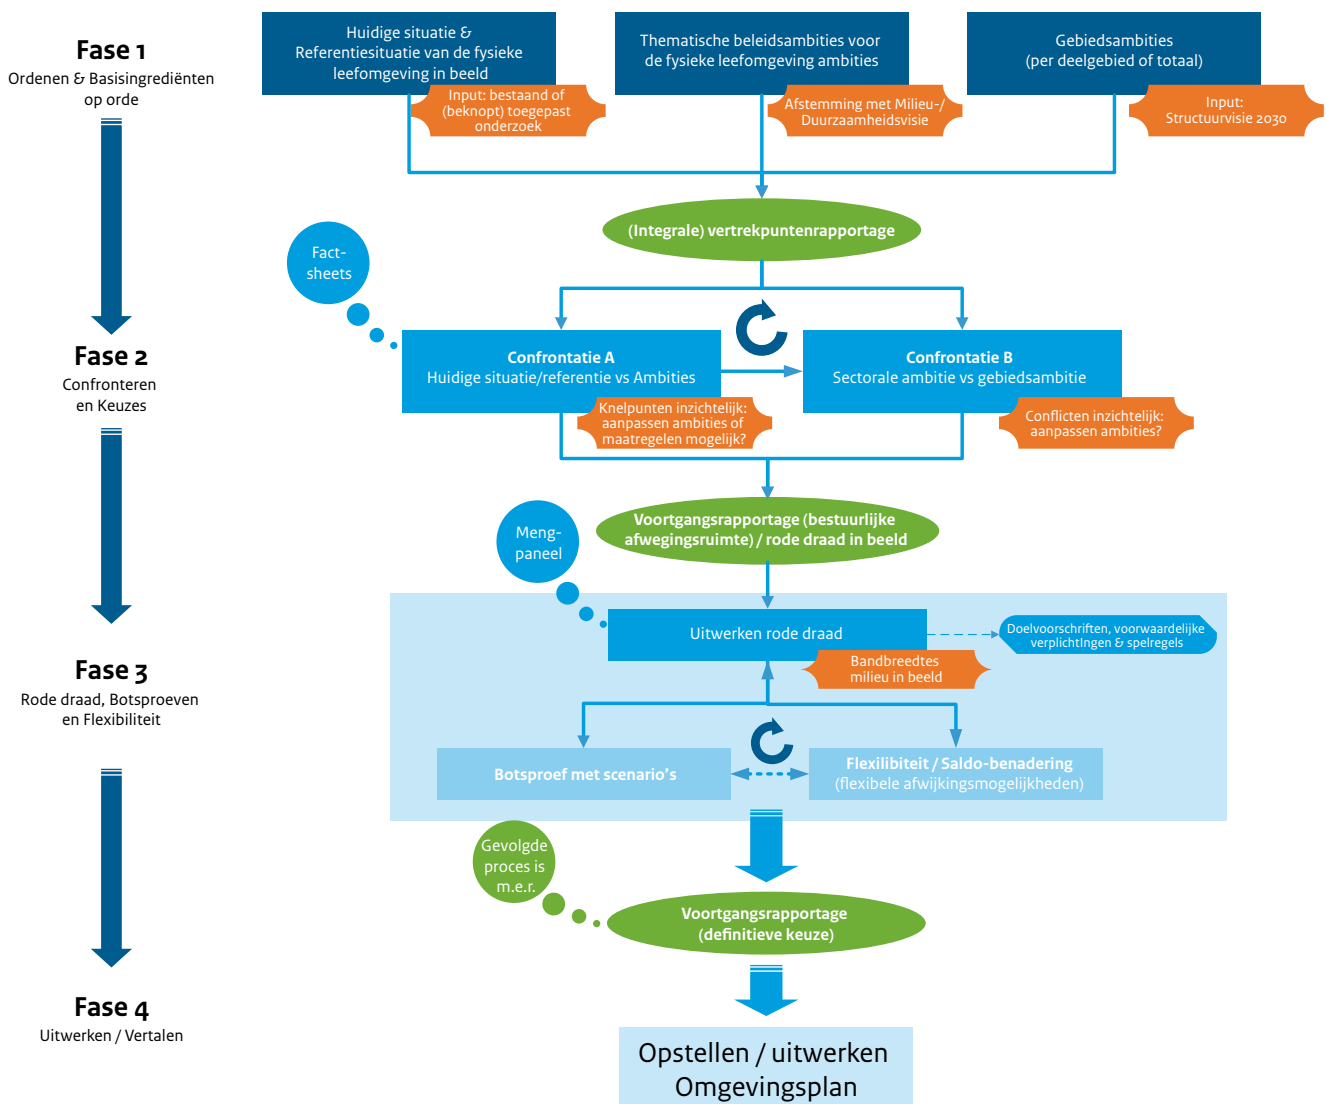 Fase 1
Ordenen & Basisingrediënten
op orde
Huidige situatie &
Referentiesituatie van de fysieke
leefomgeving in beeld
Input: bestaand of
(beknopt) toegepast
onderzoek
Thematische beleidsambities voor
de fysieke leefomgeving ambities
Afstemming met Milieu-/
Duurzaamheidsvisie
Gebiedsambities
(per deelgebied of totaal)
Input:
Structuurvisie 2030
(Integrale) vertrekpuntenrapportage
Fact-
sheets
Fase 2
Confronteren
en Keuzes
Confrontatie A
Huidige situatie/referentie vs Ambities
Knelpunten inzichtelijk:
aanpassen ambities of
maatregelen mogelijk?
Confrontatie B
Sectorale ambitie vs gebiedsambitie
Conflicten inzichtelijk:
aanpassen ambities?
Voortgangsrapportage (bestuurlijke
afwegingsruimte) / rode draad in beeld
Meng-
paneel
Fase 3
Rode draad, Botsproeven
en Flexibiliteit
Uitwerken rode draad
Bandbreedtes
milieu in beeld
Doelvoorschriften, voorwaardelijke
verplichtIngen & spelregels
Botsproef met scenario's
Flexilibiteit / Saldo-benadering
(flexibele afwijkingsmogelijkheden)
Gevolgde
proces is
m.e.r.
Voortgangsrapportage
(definitieve keuze)
Fase 4
Uitwerken / Vertalen
Opstellen / uitwerken
Omgevingsplan